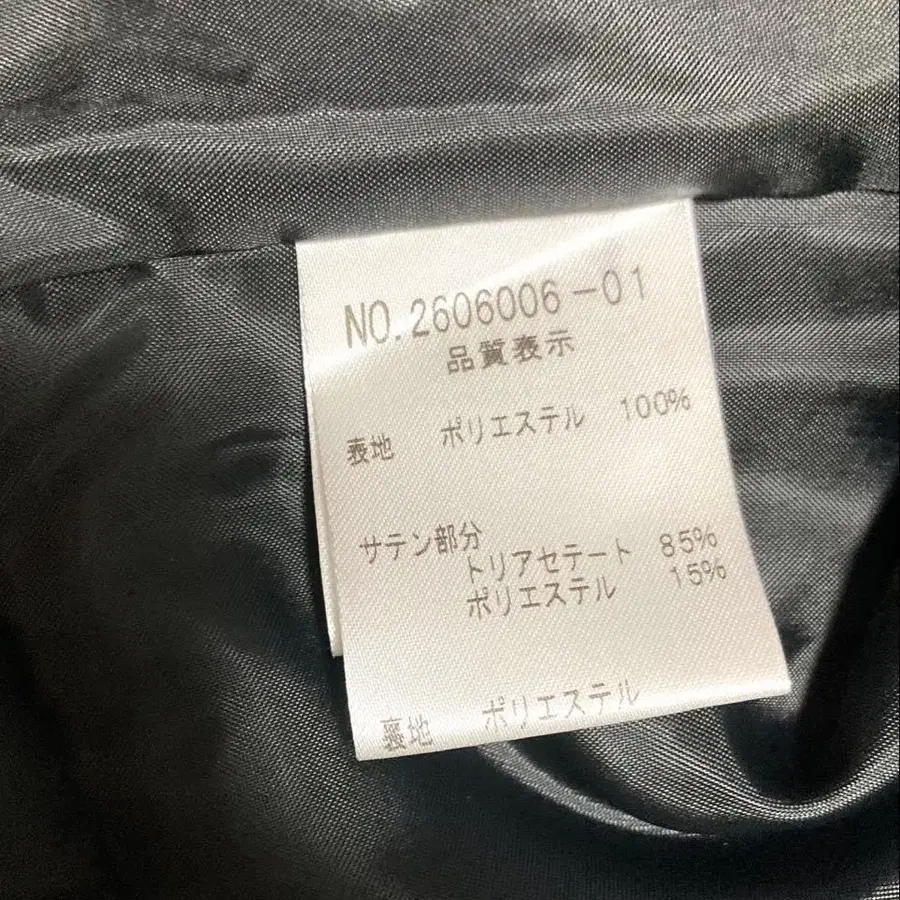 NO.2606006-01
品質表示
表地 ポリエステル 100%
サテン部分
トリアセテート 85%
ポリエステル 15%
裏地 ポリエステル